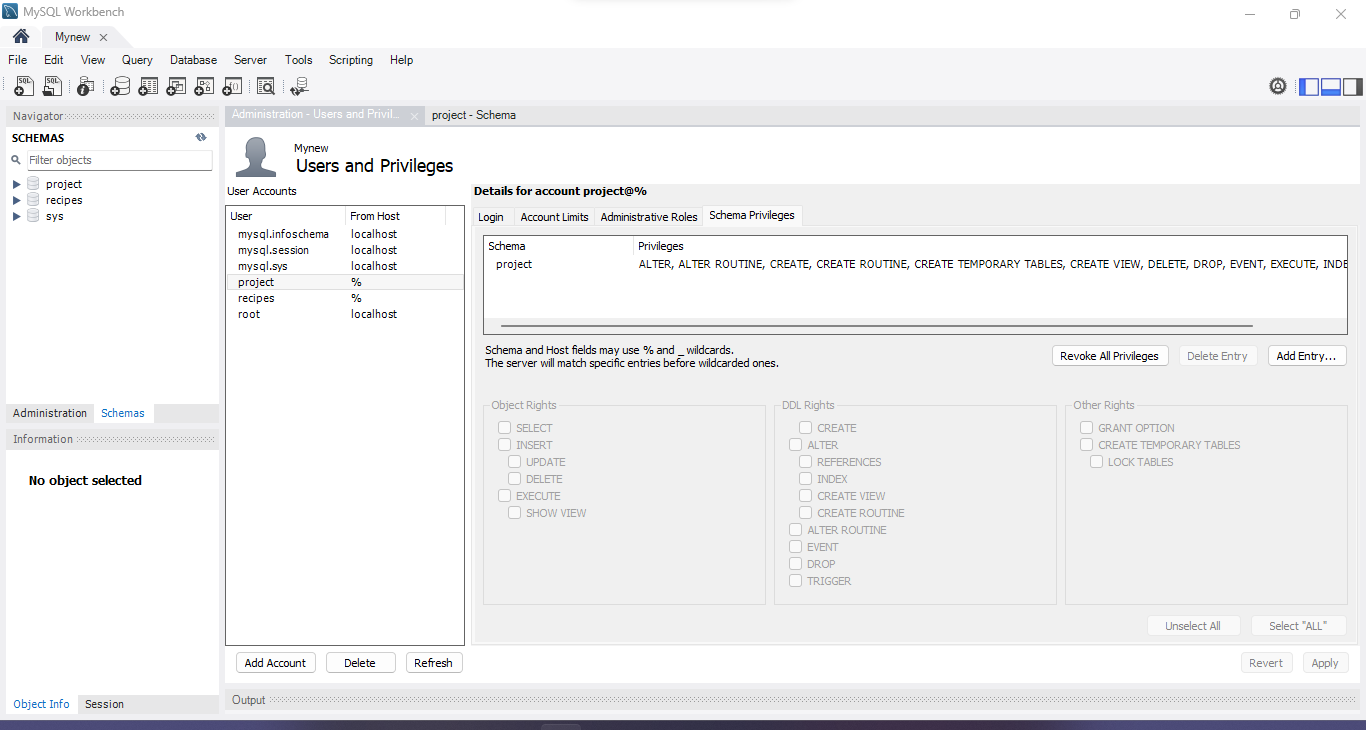 MySQL Workbench
Mynew
File Edit View Query Database Server Tools Scripting Help
SQL SQL
Navigator
SCHEMAS
Filter objects
project
recipes
sys
Administration Schemas
Information
No object selected
Object Info Session
Administration - Users and Privil... project - Schema
Mynew
Users and Privileges
User Accounts
User From Host
mysql.infoschema localhost
mysql.session localhost
mysql.sys localhost
project %
recipes %
root localhost
Add Account Delete Refresh
Details for account project@%
Login Account Limits Administrative Roles Schema Privileges
Schema Privileges
project ALTER, ALTER ROUTINE, CREATE, CREATE ROUTINE, CREATE TEMPORARY TABLES, CREATE VIEW, DELETE, DROP, EVENT, EXECUTE, INDE
Schema and Host fields may use % and _ wildcards.
The server will match specific entries before wildcarded ones.
Revoke All Privileges Delete Entry Add Entry...
Object Rights
SELECT
INSERT
UPDATE
DELETE
EXECUTE
SHOW VIEW
DDL Rights
CREATE
ALTER
REFERENCES
INDEX
CREATE VIEW
CREATE ROUTINE
ALTER ROUTINE
EVENT
DROP
TRIGGER
Other Rights
GRANT OPTION
CREATE TEMPORARY TABLES
LOCK TABLES
Unselect All Select "ALL"
Revert Apply
Output